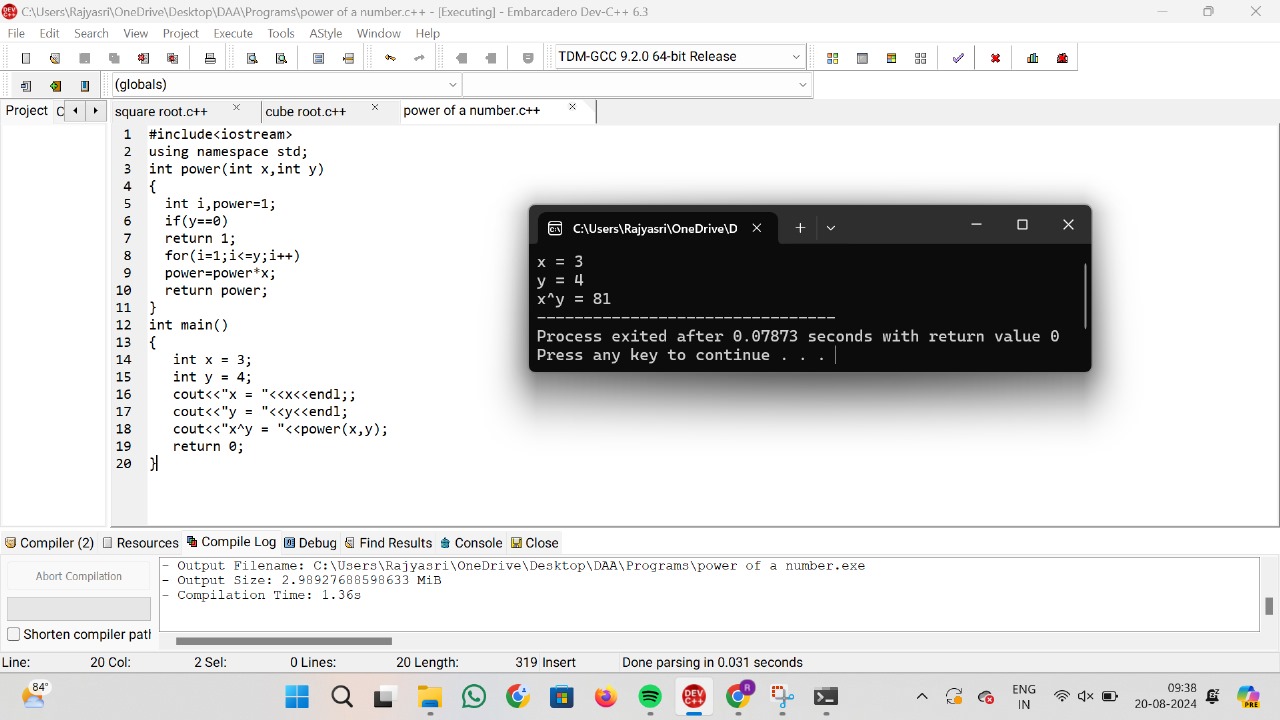 C:\Users\Rajyasri\OneDrive\Desktop\DAA\Programs\power of a number.c++ - [Executing] - Embarcadero Dev-C++ 6.3
File Edit Search View Project Execute Tools AStyle Window Help
TDM-GCC 9.2.0 64-bit Release
(globals)
Project C square root.c++ cube root.c++ power of a number.c++
1 #include<iostream>
2 using namespace std;
3 int power(int x,int y)
4 {
5 int i,power=1;
6 if(y==0)
7 return 1;
8 for(i=1;i<=y;i++)
9 power=power*x;
10 return power;
11 }
12 int main()
13 {
14 int x = 3;
15 int y = 4;
16 cout<<"x = "<<x<<endl;;
17 cout<<"y = "<<y<<endl;
18 cout<<"x^y = "<<power(x,y);
19 return 0;
20 }
C:\Users\Rajyasri\OneDrive\D
x = 3
y = 4
x^y = 81
--------------------------------
Process exited after 0.07873 seconds with return value 0
Press any key to continue . . .
Compiler (2) Resources Compile Log Debug Find Results Console Close
Abort Compilation
Shorten compiler path
- Output Filename: C:\Users\Rajyasri\OneDrive\Desktop\DAA\Programs\power of a number.exe
- Output Size: 2.98927688598633 MiB
- Compilation Time: 1.36s
Line: 20 Col: 2 Sel: 0 Lines: 20 Length: 319 Insert Done parsing in 0.031 seconds
84°
DEV C++
R
ENG
IN
09:38
20-08-2024
PRE